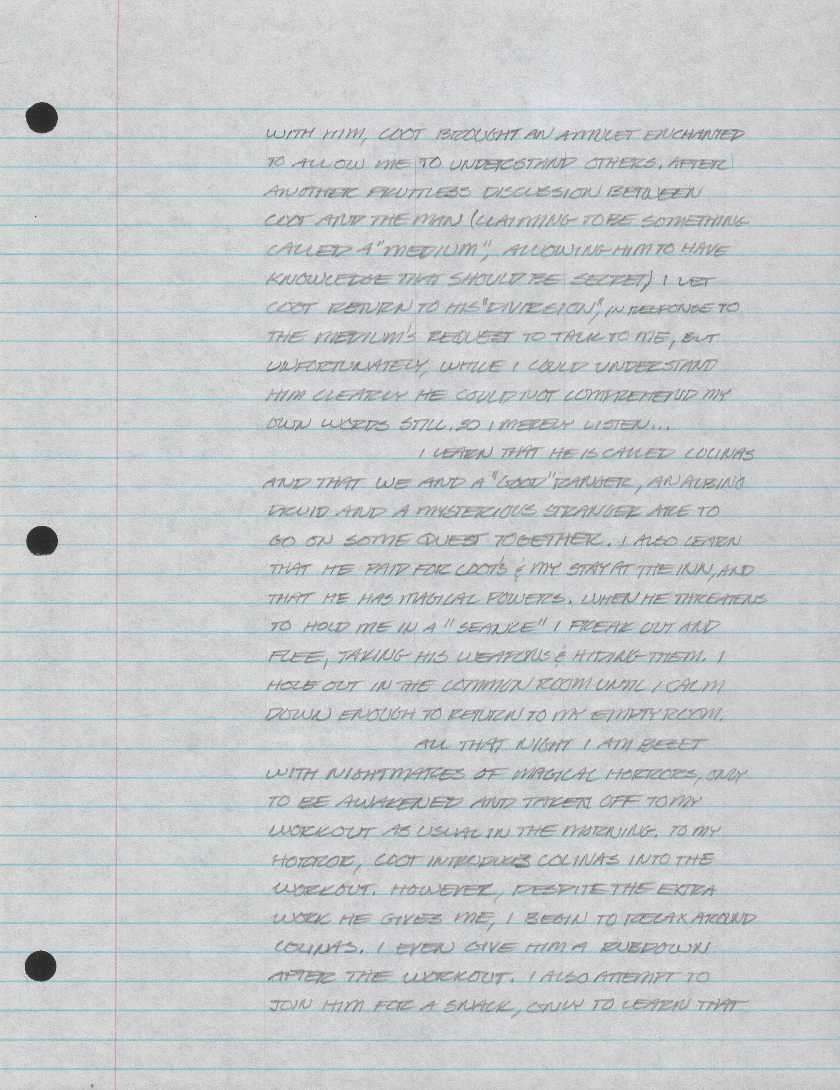 WITH HIM, COOT BROUGHT AN AMULET ENCHANTED
TO ALLOW ME TO UNDERSTAND OTHERS. AFTER
ANOTHER FRUITLESS DISCUSSION BETWEEN
COOT AND THE MAN (CLAIMING TO BE SOMETHING
CALLED A "MEDIUM", ALLOWING HIM TO HAVE
KNOWLEDGE THAT SHOULD BE SECRET) I LET
COOT RETURN TO HIS "DIVERSION", IN RESPONSE TO
THE MEDIUM'S REQUEST TO TALK TO ME, BUT
UNFORTUNATELY, WHILE I COULD UNDERSTAND
HIM CLEARLY HE COULD NOT COMPREHEND MY
OWN WORDS STILL. SO I MERELY LISTEN...
I LEARN THAT HE IS CALLED COLINAS
AND THAT WE AND A "GOOD" RANGER, AN ALBINO
DRUID AND A MYSTERIOUS STRANGER ARE TO
GO ON SOME QUEST TOGETHER. I ALSO LEARN
THAT HE PAID FOR COOT'S & MY STAY AT THE INN, AND
THAT HE HAS MAGICAL POWERS. WHEN HE THREATENS
TO HOLD ME IN A "SEANCE" I FREAK OUT AND
FLEE, TAKING HIS WEAPONS & HIDING THEM. I
HOLE OUT IN THE COMMON ROOM UNTIL I CALM
DOWN ENOUGH TO RETURN TO MY EMPTY ROOM.
ALL THAT NIGHT I AM BESET
WITH NIGHTMARES OF MAGICAL HORRORS, ONLY
TO BE AWAKENED AND TAKEN OFF TO MY
WORKOUT AS USUAL IN THE MORNING. TO MY
HORROR, COOT INTRODUCES COLINAS INTO THE
WORKOUT. HOWEVER, DESPITE THE EXTRA
WORK HE GIVES ME, I BEGIN TO RELAX AROUND
COLINAS. I EVEN GIVE HIM A RUBDOWN
AFTER THE WORKOUT. I ALSO ATTEMPT TO
JOIN HIM FOR A SNACK, ONLY TO LEARN THAT